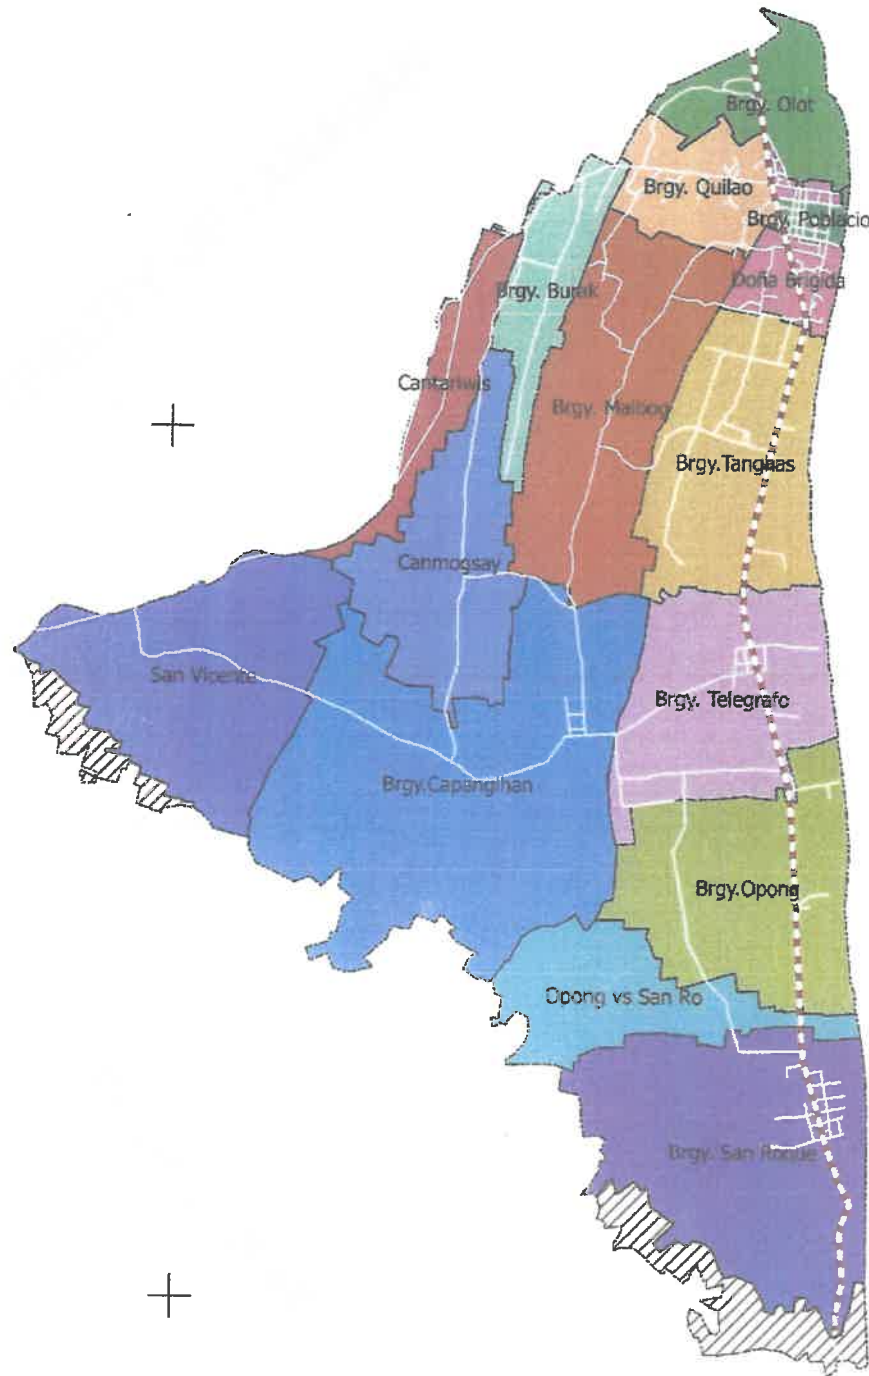 Brgy. Olot
Brgy. Quilao
Brgy. Poblacio
Doña Brigida
Brgy. Burak
Cantariwis
Brgy. Malbog
Brgy.Tanghas
Canmogsay
San Vicente
Brgy. Telegrafo
Brgy.Capangihan
Brgy.Opong
Opong vs San Ro
Brgy. San Roque